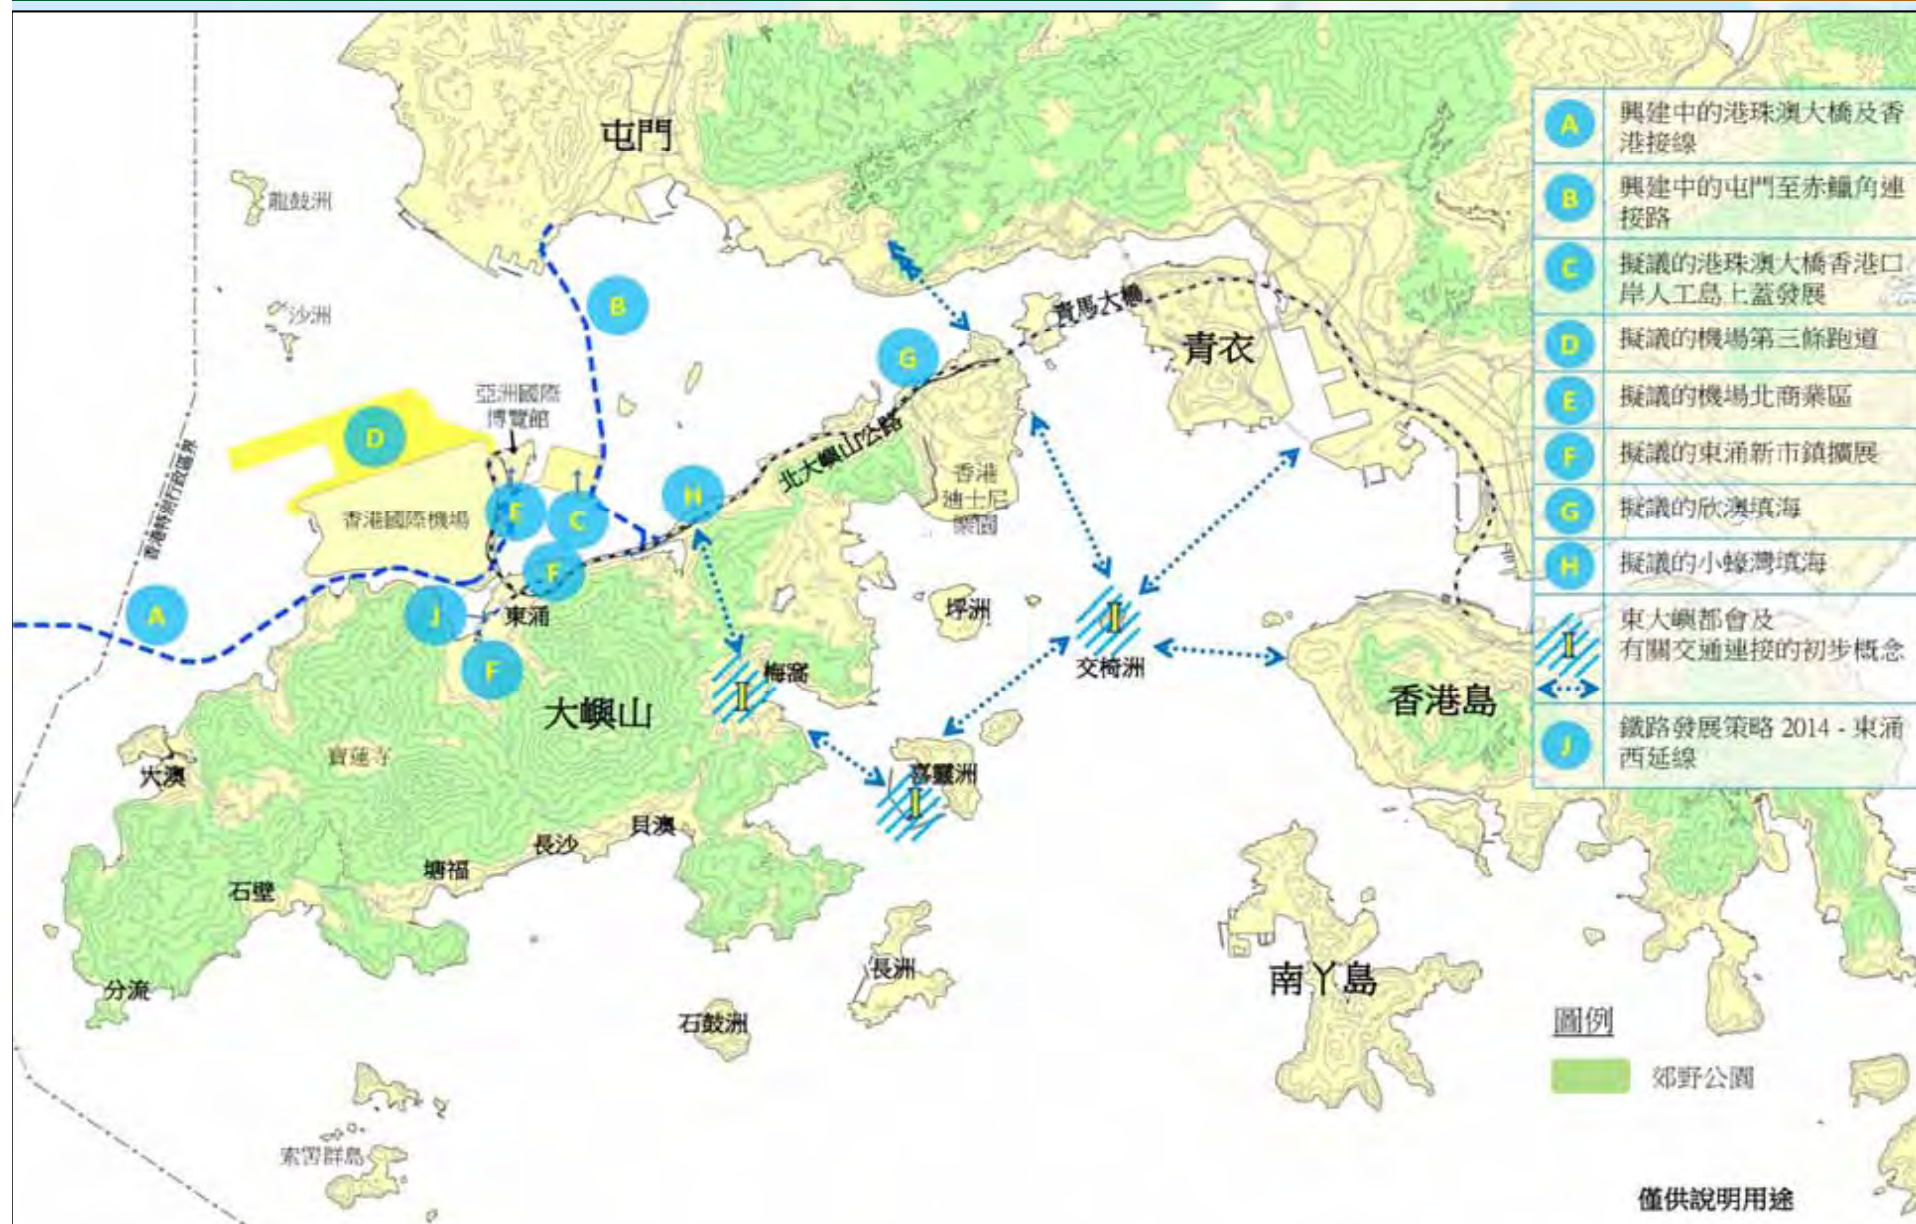 屯門
龍鼓洲
沙洲
B
青馬大橋
青衣
G
亞洲國際
博覽館
D
香港特別行政區界
北大嶼山公路
香港
迪士尼
樂園
H
E
C
香港國際機場
F
A
J
東涌
坪洲
I
交椅洲
F
梅窩
I
大嶼山
香港島
寶蓮寺
大澳
喜靈洲
I
貝澳
長沙
塘福
石壁
長洲
分流
南丫島
石鼓洲
索罟群島
A
興建中的港珠澳大橋及香
港接線
B
興建中的屯門至赤鱲角連
接路
C
擬議的港珠澳大橋香港口
岸人工島上蓋發展
D
擬議的機場第三條跑道
E
擬議的機場北商業區
F
擬議的東涌新市鎮擴展
G
擬議的欣澳填海
H
擬議的小蠔灣填海
I
東大嶼都會及
有關交通連接的初步概念
J
鐵路發展策略 2014 - 東涌
西延線
圖例
郊野公園
僅供說明用途